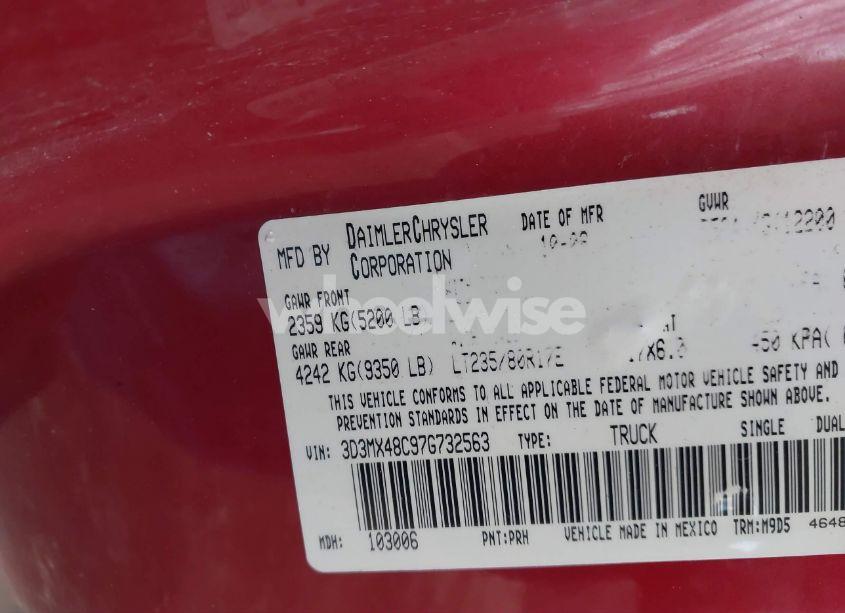 MFD BY DAIMLERCHRYSLER CORPORATION
DATE OF MFR
GVWR
12200
GAWR FRONT
2359 KG(5200 LB
wheelwise
GAWR REAR
4242 KG(9350 LB) LT235/80R17E 450 KPA(
THIS VEHICLE CONFORMS TO ALL APPLICABLE FEDERAL MOTOR VEHICLE SAFETY AND
PREVENTION STANDARDS IN EFFECT ON THE DATE OF MANUFACTURE SHOWN ABOVE.
VIN: 3D3MX48C97G732563 TYPE: TRUCK SINGLE DUAL
MDH: 103006 PNT:PRH VEHICLE MADE IN MEXICO TRM:M9D5 4648